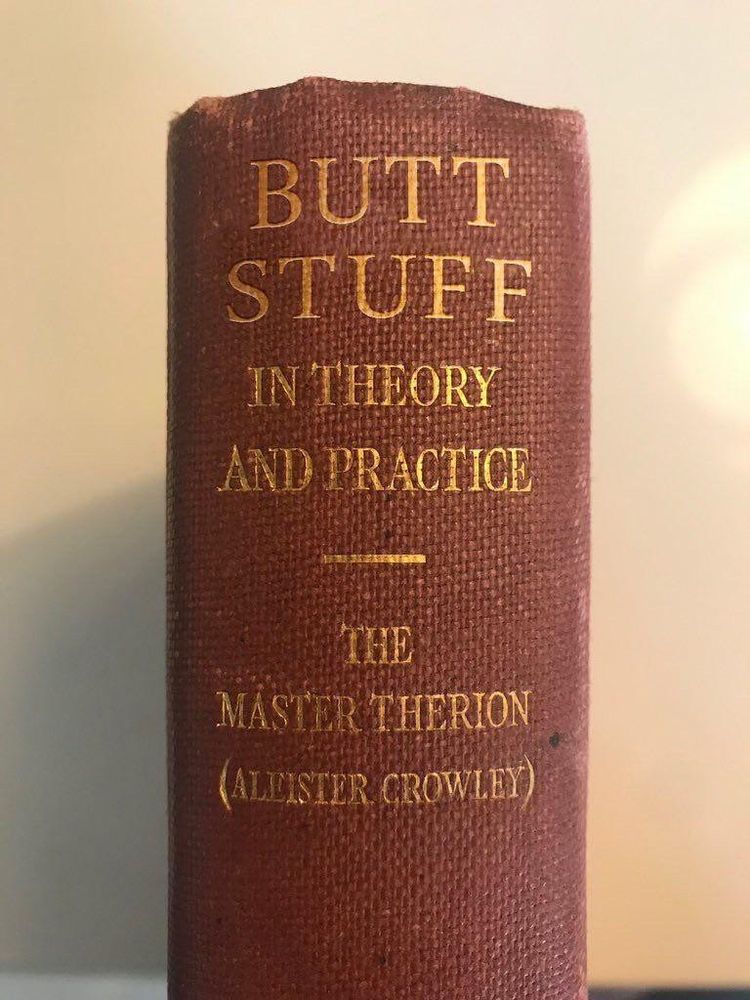 BUTT
STUFF
IN THEORY
AND PRACTICE
THE
MASTER THERION
(ALEISTER CROWLEY)